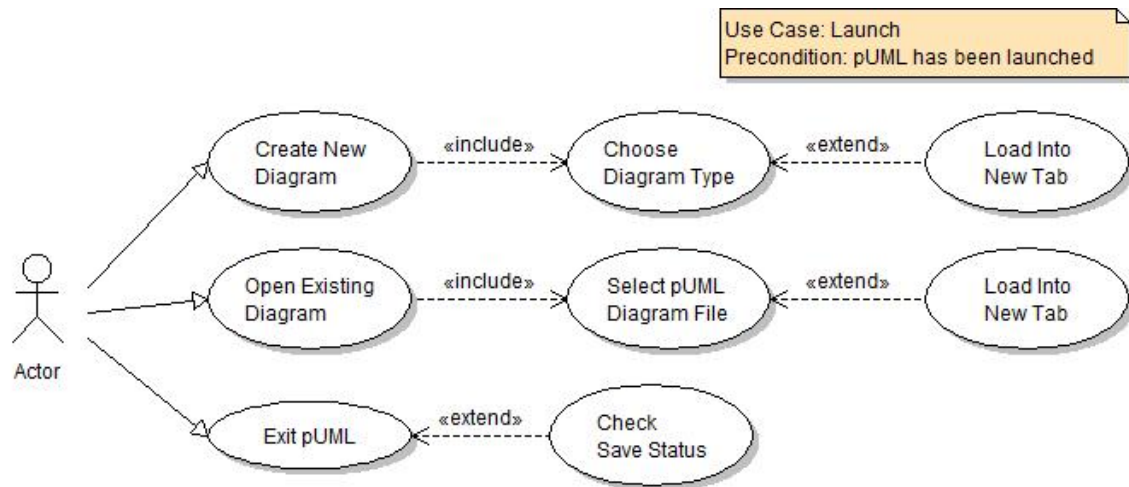 Use Case: Launch
Precondition: pUML has been launched
Create New
Diagram
«include»
Choose
Diagram Type
«extend»
Load Into
New Tab
Open Existing
Diagram
«include»
Select pUML
Diagram File
«extend»
Load Into
New Tab
Actor
Exit pUML
«extend»
Check
Save Status